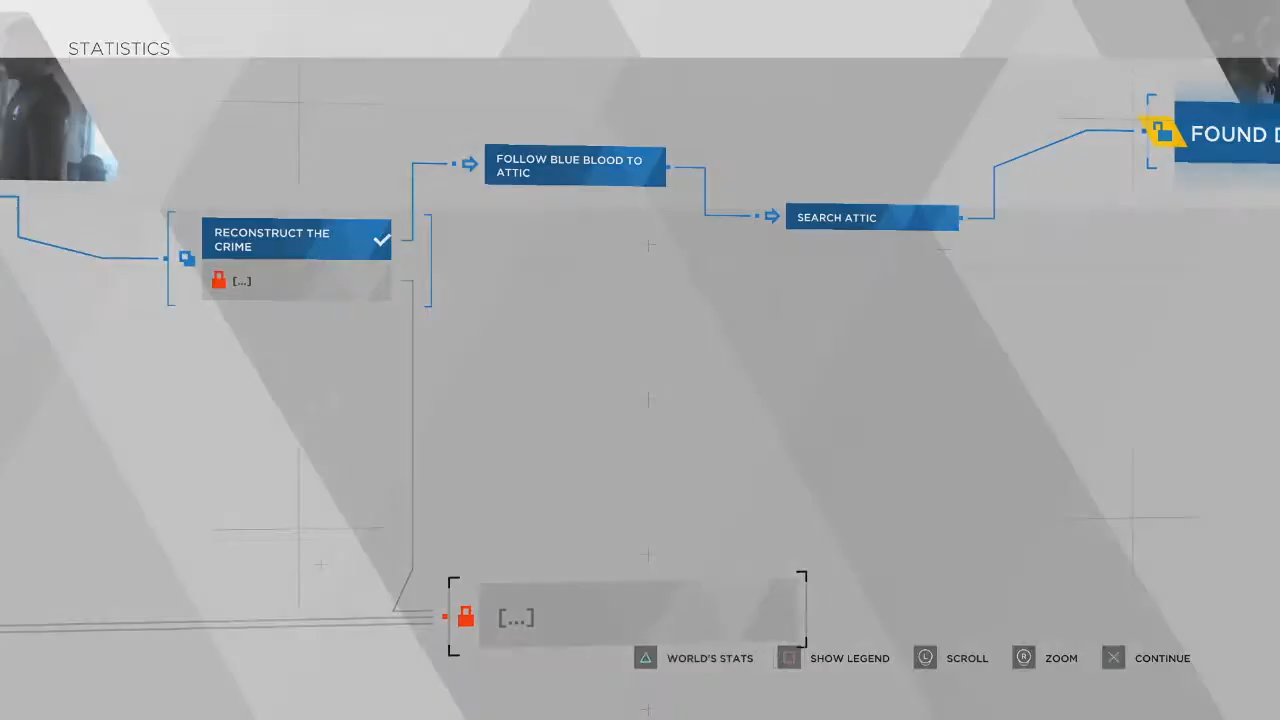 STATISTICS
FOUND
FOLLOW BLUE BLOOD TO
ATTIC
SEARCH ATTIC
RECONSTRUCT THE
CRIME
[...]
[...]
WORLD'S STATS
SHOW LEGEND
L
SCROLL
R
ZOOM
CONTINUE